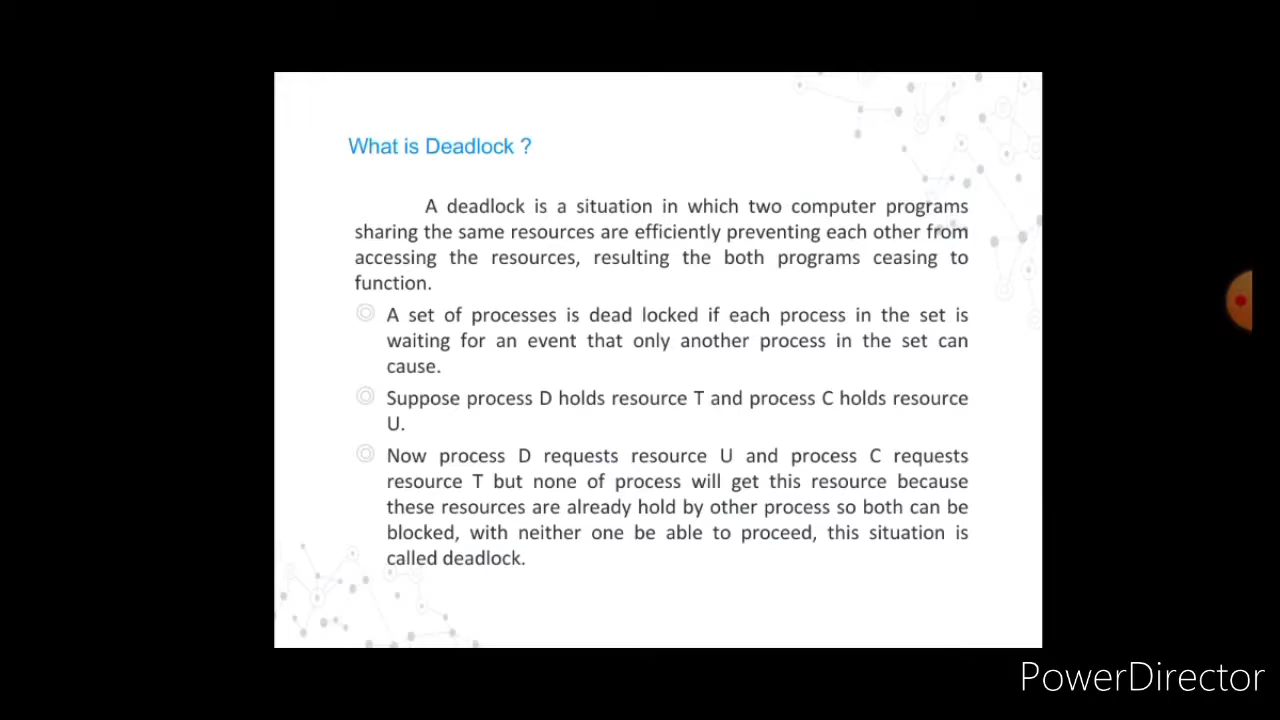 What is Deadlock ?
A deadlock is a situation in which two computer programs
sharing the same resources are efficiently preventing each other from
accessing the resources, resulting the both programs ceasing to
function.
A set of processes is dead locked if each process in the set is
waiting for an event that only another process in the set can
cause.
Suppose process D holds resource T and process C holds resource
U.
Now process D requests resource U and process C requests
resource T but none of process will get this resource because
these resources are already hold by other process so both can be
blocked, with neither one be able to proceed, this situation is
called deadlock.
PowerDirector